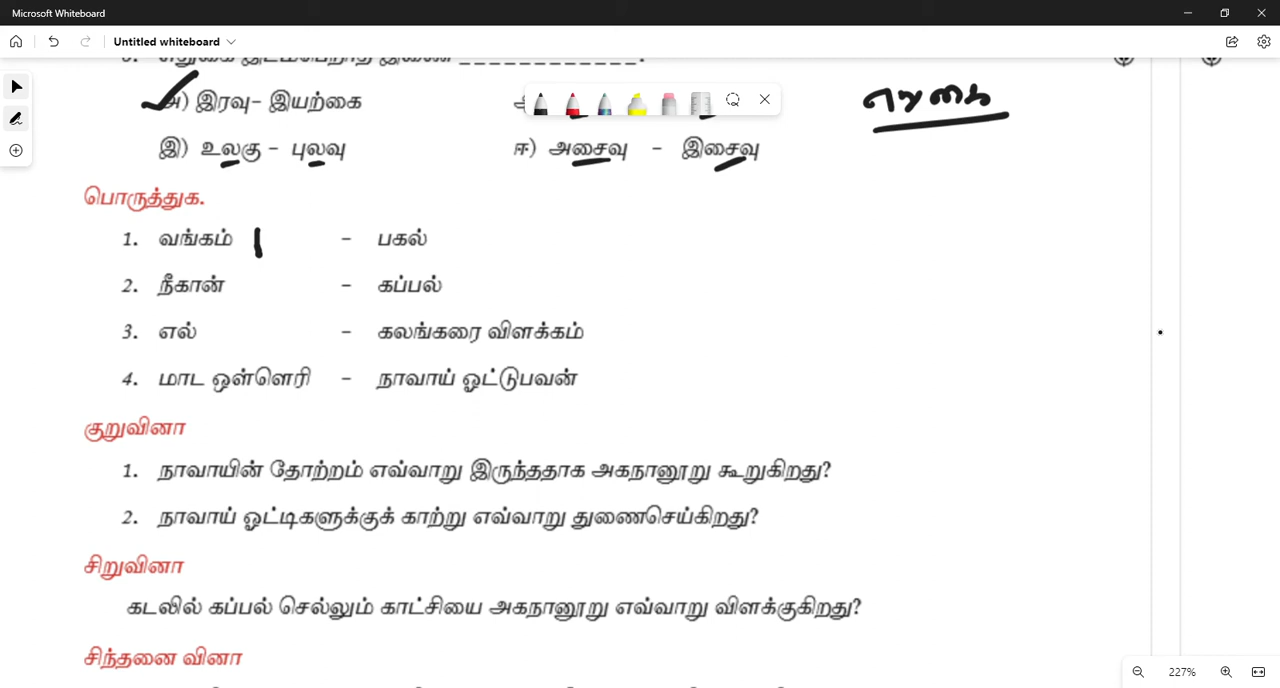 Microsoft Whiteboard
Untitled whiteboard
அ) இரவு- இயற்கை
எதுகை
இ) உலகு - புலவு ஈ) அசைவு - இசைவு
பொருத்துக.
1. வங்கம் 1 - பகல்
2. நீகான் - கப்பல்
3. எல் - கலங்கரை விளக்கம்
4. மாட ஒள்ளெரி - நாவாய் ஓட்டுபவன்
குறுவினா
1. நாவாயின் தோற்றம் எவ்வாறு இருந்ததாக அகநானூறு கூறுகிறது?
2. நாவாய் ஓட்டிகளுக்குக் காற்று எவ்வாறு துணைசெய்கிறது?
சிறுவினா
கடலில் கப்பல் செல்லும் காட்சியை அகநானூறு எவ்வாறு விளக்குகிறது?
சிந்தனை வினா
227%